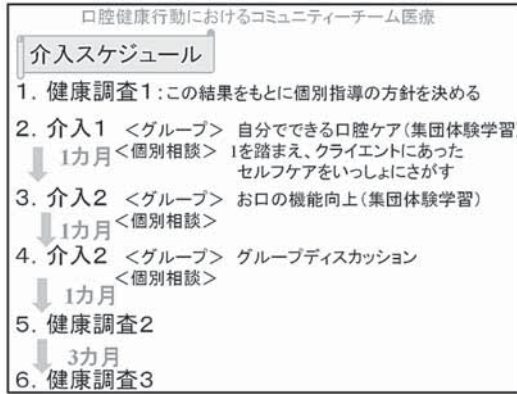 口腔健康行動におけるコミュニティーチーム医療
介入スケジュール
1. 健康調査1:この結果をもとに個別指導の方針を決める
2. 介入1 <グループ> 自分でできる口腔ケア(集団体験学習)
1カ月 <個別相談> 1を踏まえ、クライエントにあった
セルフケアをいっしょにさがす
3. 介入2 <グループ> お口の機能向上(集団体験学習)
1カ月 <個別相談>
4. 介入2 <グループ> グループディスカッション
<個別相談>
1カ月
5. 健康調査2
3カ月
6. 健康調査3